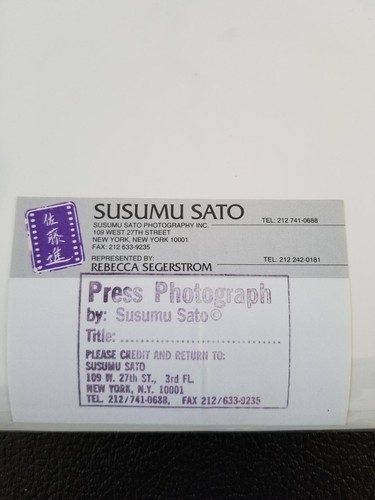 佐藤進
SUSUMU SATO
SUSUMU SATO PHOTOGRAPHY INC.
TEL: 212 741-0688
109 WEST 27TH STREET
NEW YORK, NEW YORK 10001
FAX: 212 633-9235
REPRESENTED BY:
TEL: 212 242-0181
REBECCA SEGERSTROM
Press Photograph
by: Susumu Sato©
Title: ....................................
PLEASE CREDIT AND RETURN TO:
SUSUMU SATO
109 W. 27th ST., 3rd FL.
NEW YORK, N.Y. 10001
TEL. 212/741-0688, FAX 212/633-9235